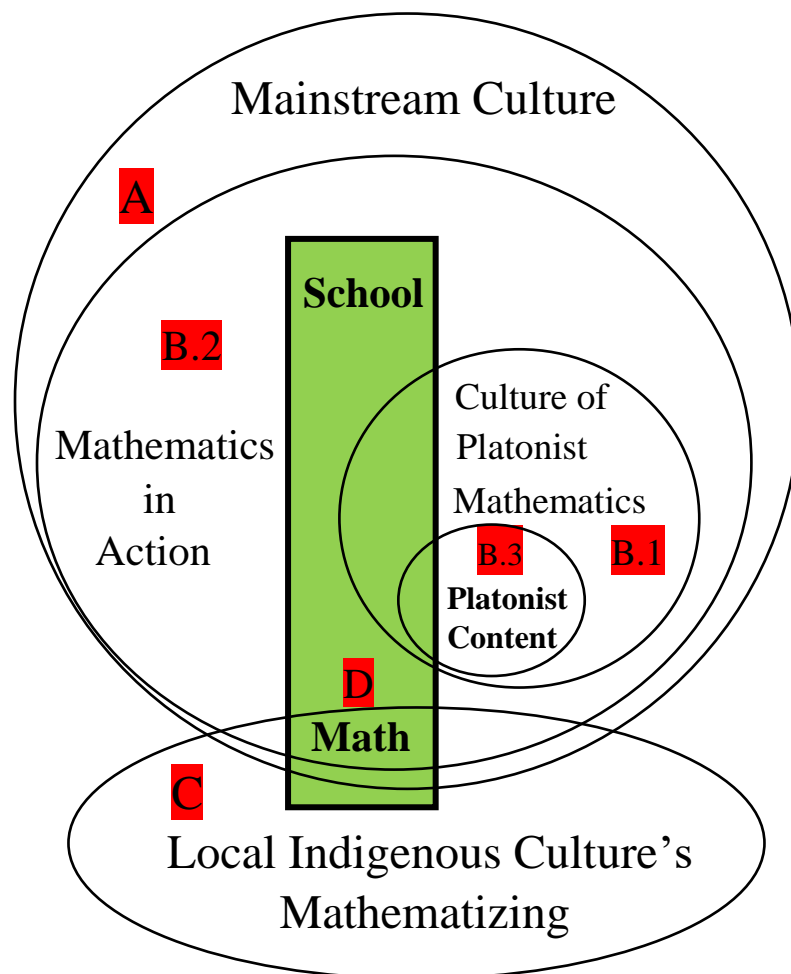 Mainstream Culture
A
School
B.2
Culture of
Platonist
Mathematics
Mathematics
in
Action
B.3
B.1
Platonist
Content
D
Math
C
Local Indigenous Culture’s
Mathematizing